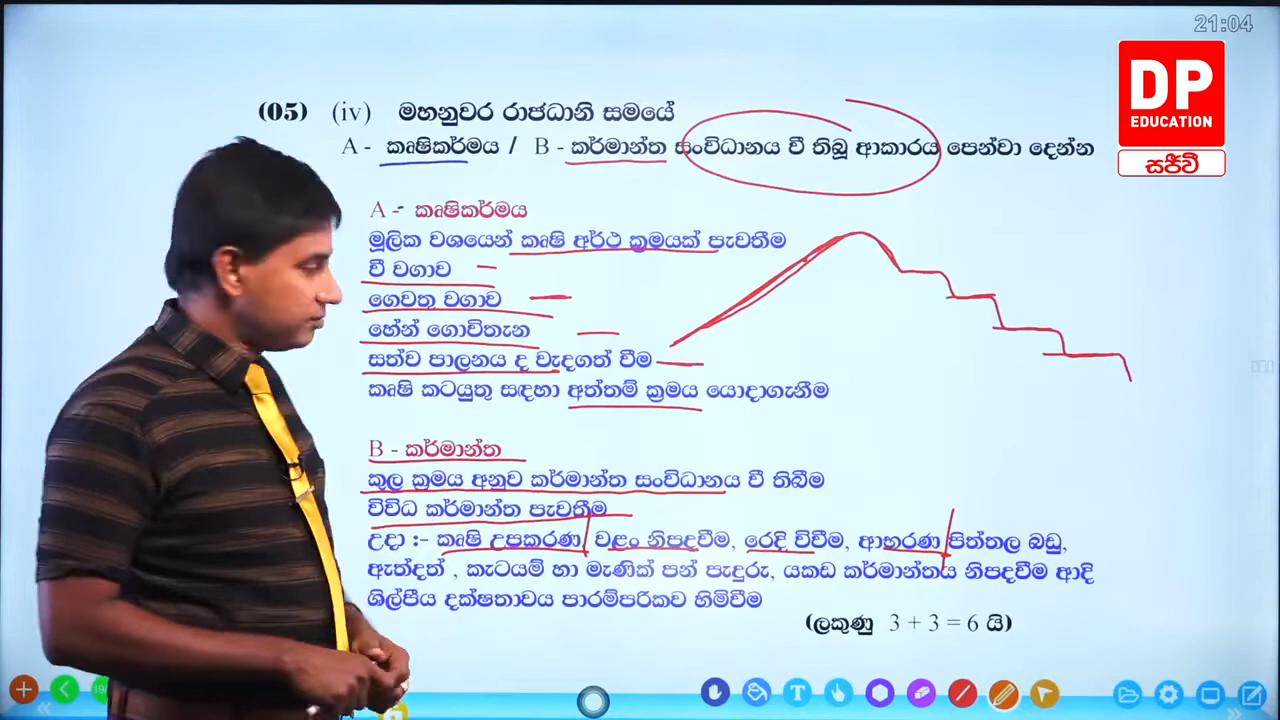 21:04
DP
EDUCATION
සජීවී
(05) (iv) මහනුවර රාජධානි සමයේ
A - කෘෂිකර්මය / B - කර්මාන්ත සංවිධානය වී තිබූ ආකාරය පෙන්වා දෙන්න
A - කෘෂිකර්මය
මූලික වශයෙන් කෘෂි අර්ථ ක්‍රමයක් පැවතීම
වී වගාව
ගෙවතු වගාව
හේන් ගොවිතැන
සත්ව පාලනය ද වැදගත් වීම
කෘෂි කටයුතු සඳහා අත්තම් ක්‍රමය යොදාගැනීම
B - කර්මාන්ත
කුල ක්‍රමය අනුව කර්මාන්ත සංවිධානය වී තිබීම
විවිධ කර්මාන්ත පැවතීම
උදා :- කෘෂි උපකරණ වළං නිපදවීම, රෙදි විවීම, ආභරණ පිත්තල බඩු,
ඇත්දත් , කැටයම් හා මැණික් පන් පැදුරු, යකඩ කර්මාන්තය නිපදවීම ආදි
ශිල්පීය දක්ෂතාවය පාරම්පරිකව හිමිවීම
(ලකුණු 3 + 3 = 6 යි)